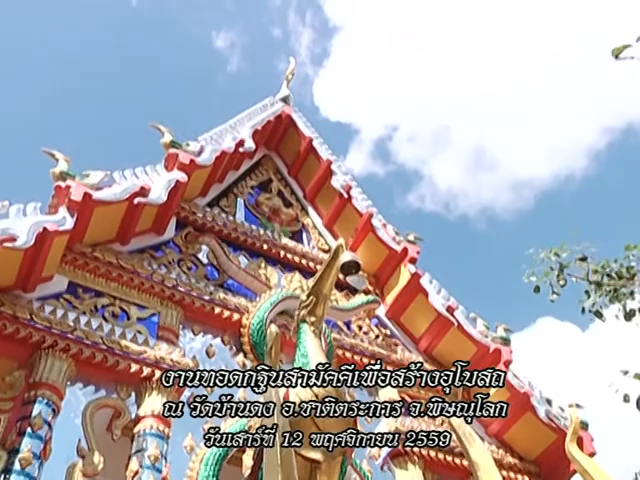 งานทอดกฐินสามัคคีเพื่อสร้างอุโบสถ
ณ วัดบ้านดง อ.ชาติตระการ จ.พิษณุโลก
วันเสาร์ที่ 12 พฤศจิกายน 2559